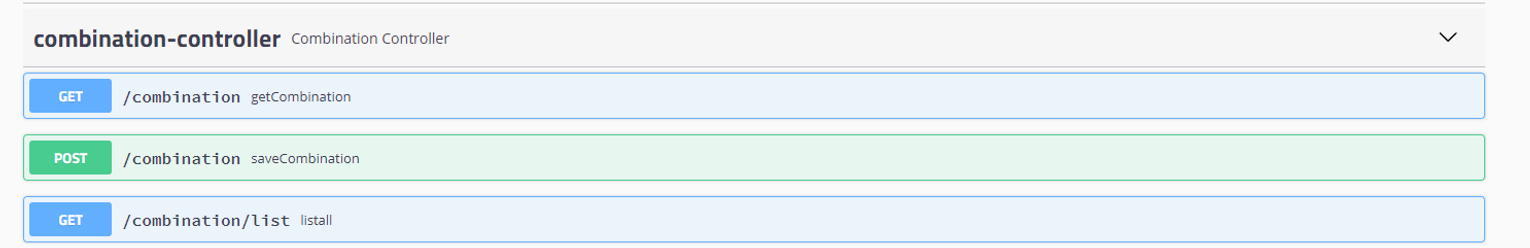 combination-controller Combination Controller
GET /combination getCombination
POST /combination saveCombination
GET /combination/list listall